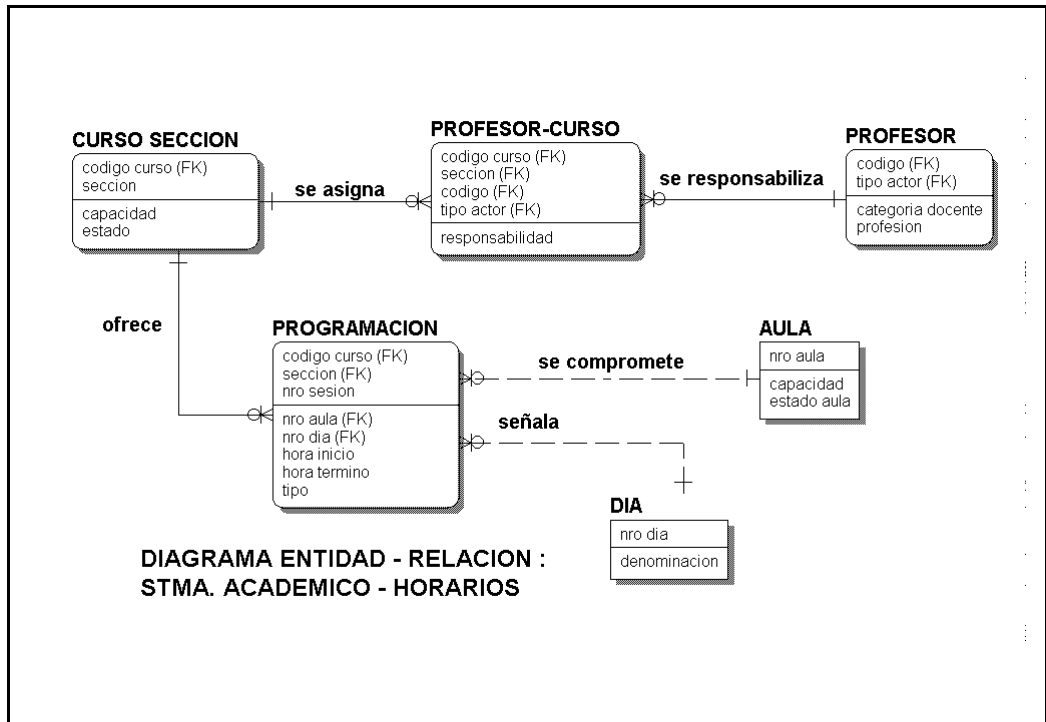 CURSO SECCION
codigo curso (FK)
seccion
capacidad
estado
se asigna
PROFESOR-CURSO
codigo curso (FK)
seccion (FK)
codigo (FK)
tipo actor (FK)
responsabilidad
se responsabiliza
PROFESOR
codigo (FK)
tipo actor (FK)
categoria docente
profesion
ofrece
PROGRAMACION
codigo curso (FK)
seccion (FK)
nro sesion
nro aula (FK)
nro dia (FK)
hora inicio
hora termino
tipo
se compromete
AULA
nro aula
capacidad
estado aula
señala
DIA
nro dia
denominacion
DIAGRAMA ENTIDAD - RELACION :
STMA. ACADEMICO - HORARIOS